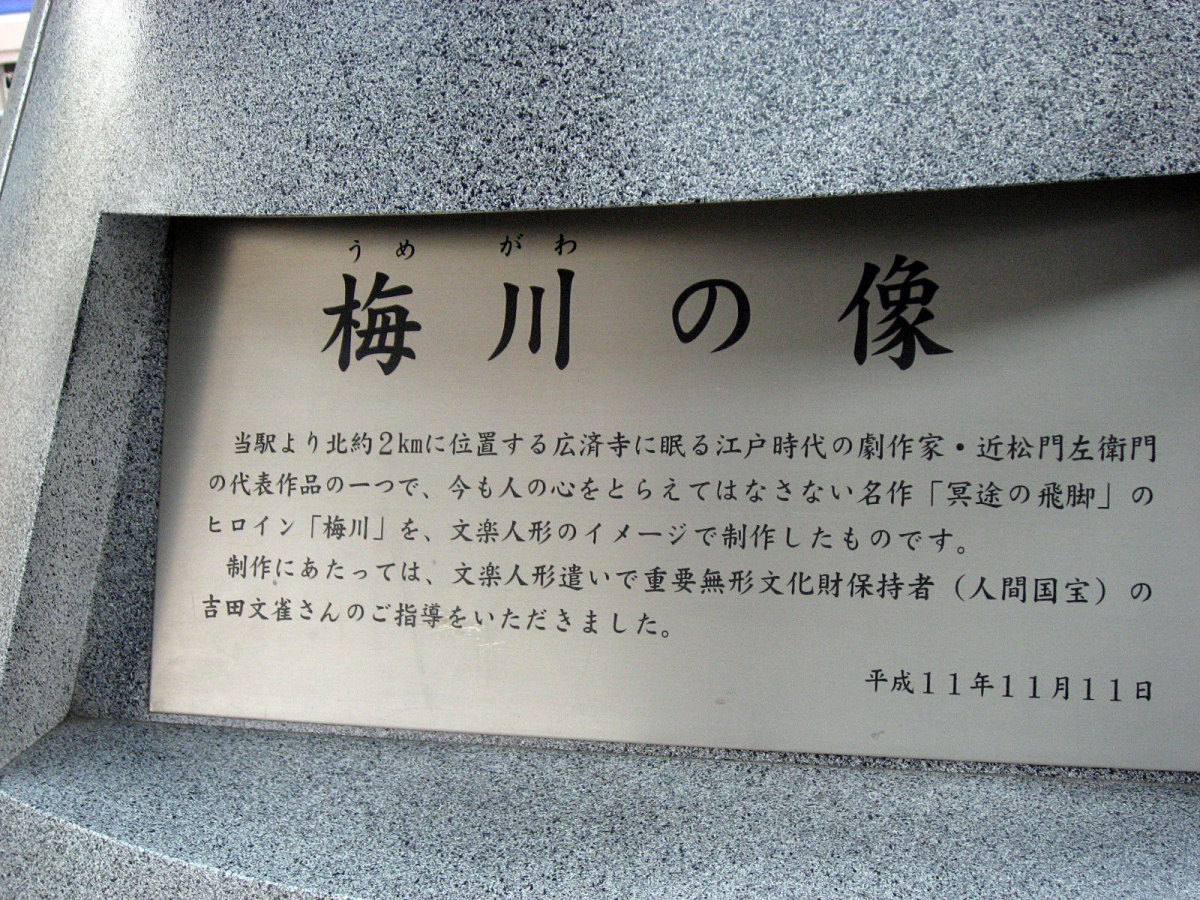 うめ がわ
梅川の像
当駅より北約2㎞に位置する広済寺に眠る江戸時代の劇作家・近松門左衛門
の代表作品の一つで、今も人の心をとらえてはなさない名作「冥途の飛脚」の
ヒロイン「梅川」を、文楽人形のイメージで制作したものです。
制作にあたっては、文楽人形遣いで重要無形文化財保持者（人間国宝）の
吉田文雀さんのご指導をいただきました。
平成11年11月11日